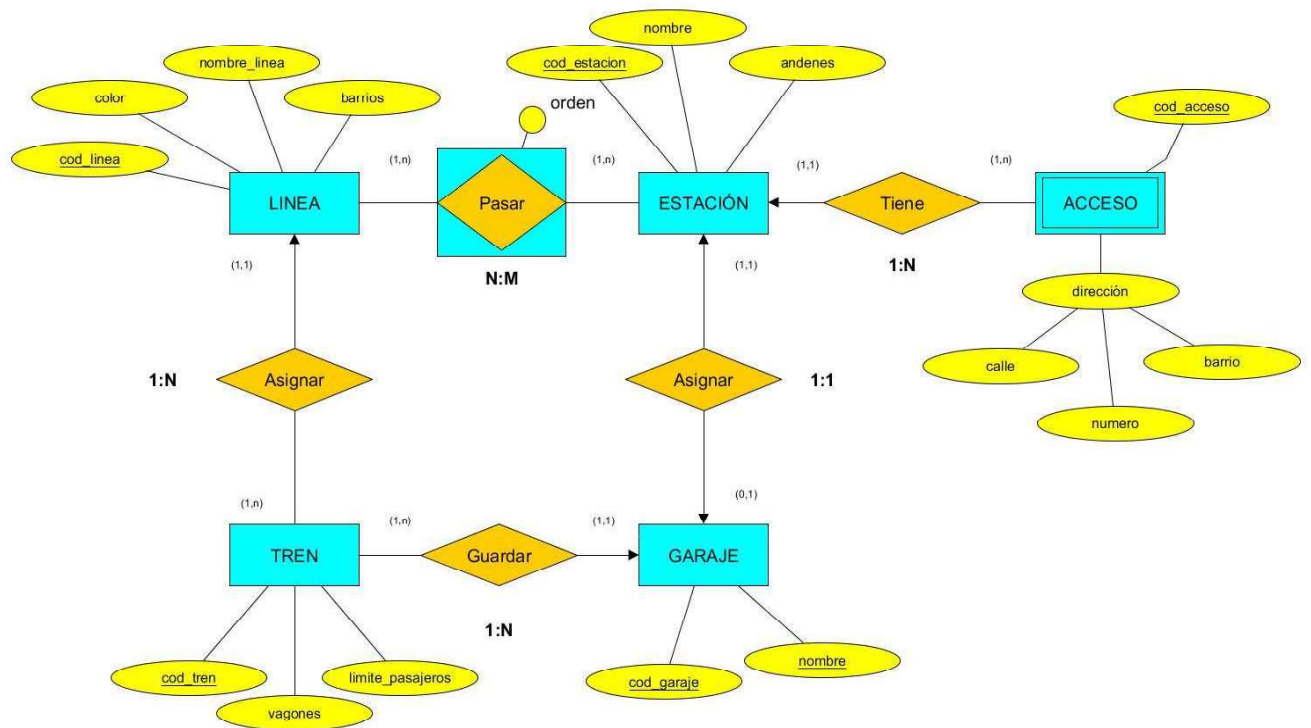 nombre
nombre_linea
cod_estacion
andenes
color
barrios
orden
cod_acceso
cod_linea
(1,n)
(1,n)
(1,1)
(1,n)
LINEA
Pasar
ESTACIÓN
Tiene
ACCESO
(1,1)
N:M
(1,1)
1:N
dirección
calle
barrio
numero
1:N
Asignar
Asignar
1:1
(1,n)
(1,n)
(1,1)
(0,1)
TREN
Guardar
GARAJE
1:N
cod_tren
vagones
limite_pasajeros
cod_garaje
nombre